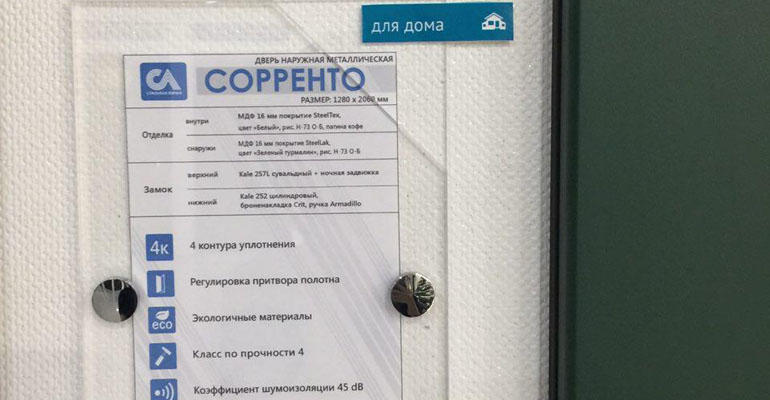 для дома
ДВЕРЬ НАРУЖНАЯ МЕТАЛЛИЧЕСКАЯ
СОРРЕНТО
РАЗМЕР: 1280 х 2060 мм
Отделка
внутри
МДФ 16 мм покрытие SteelTex,
цвет «Белый», рис. Н-73 О-Б, патина кофе
снаружи
МДФ 16 мм покрытие SteelLak,
цвет «Зеленый турмалин», рис. Н-73 О-Б
Замок
верхний
Kale 257L сувальдный + ночная задвижка
нижний
Kale 252 цилиндровый,
броненакладка Crit, ручка Armadillo
4к
4 контура уплотнения
Регулировка притвора полотна
eco
Экологичные материалы
Класс по прочности 4
Коэффициент шумоизоляции 45 dB